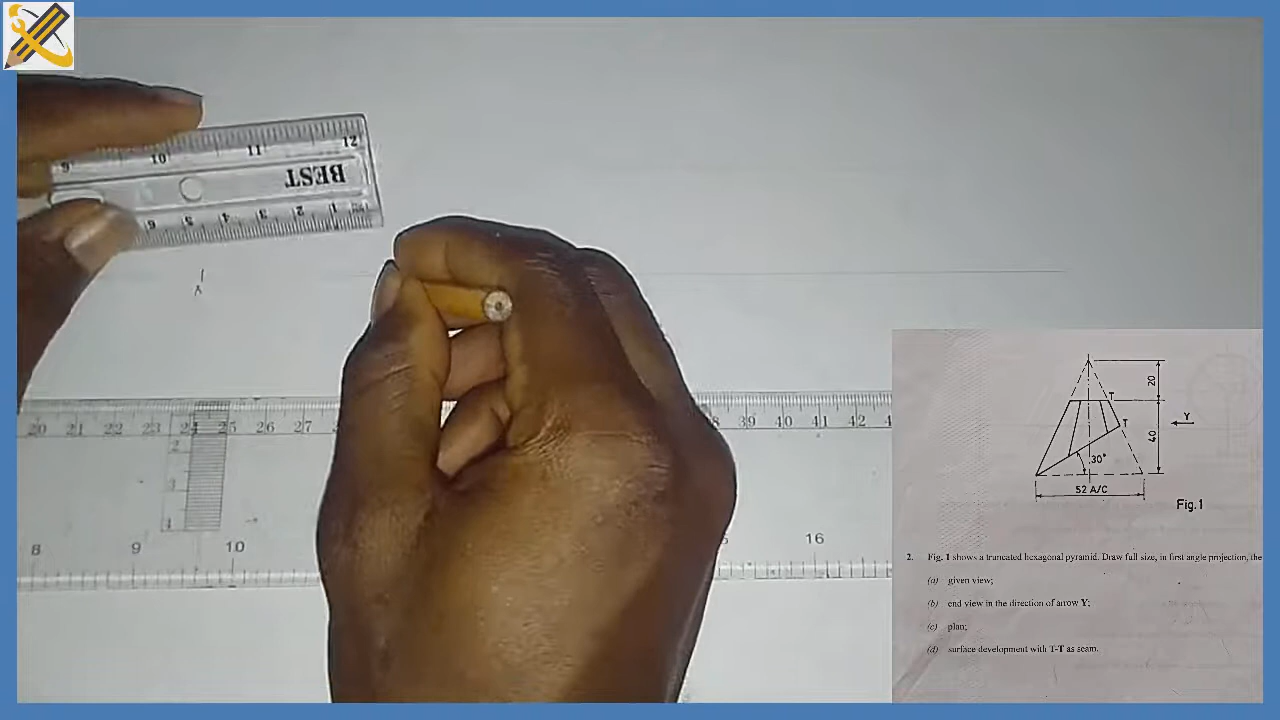 9 10 11 12
BEST
6 5 4 3 2 1
20 21 22 23 24 25 26 27 38 39 40 41 42 4
2
3
8 9 10 16
20
T
Y
T
40
30°
52 A/C
Fig.1
2. Fig. 1 shows a truncated hexagonal pyramid. Draw full size, in first angle projection, the
(a) given view;
(b) end view in the direction of arrow Y;
(c) plan;
(d) surface development with T-T as seam.